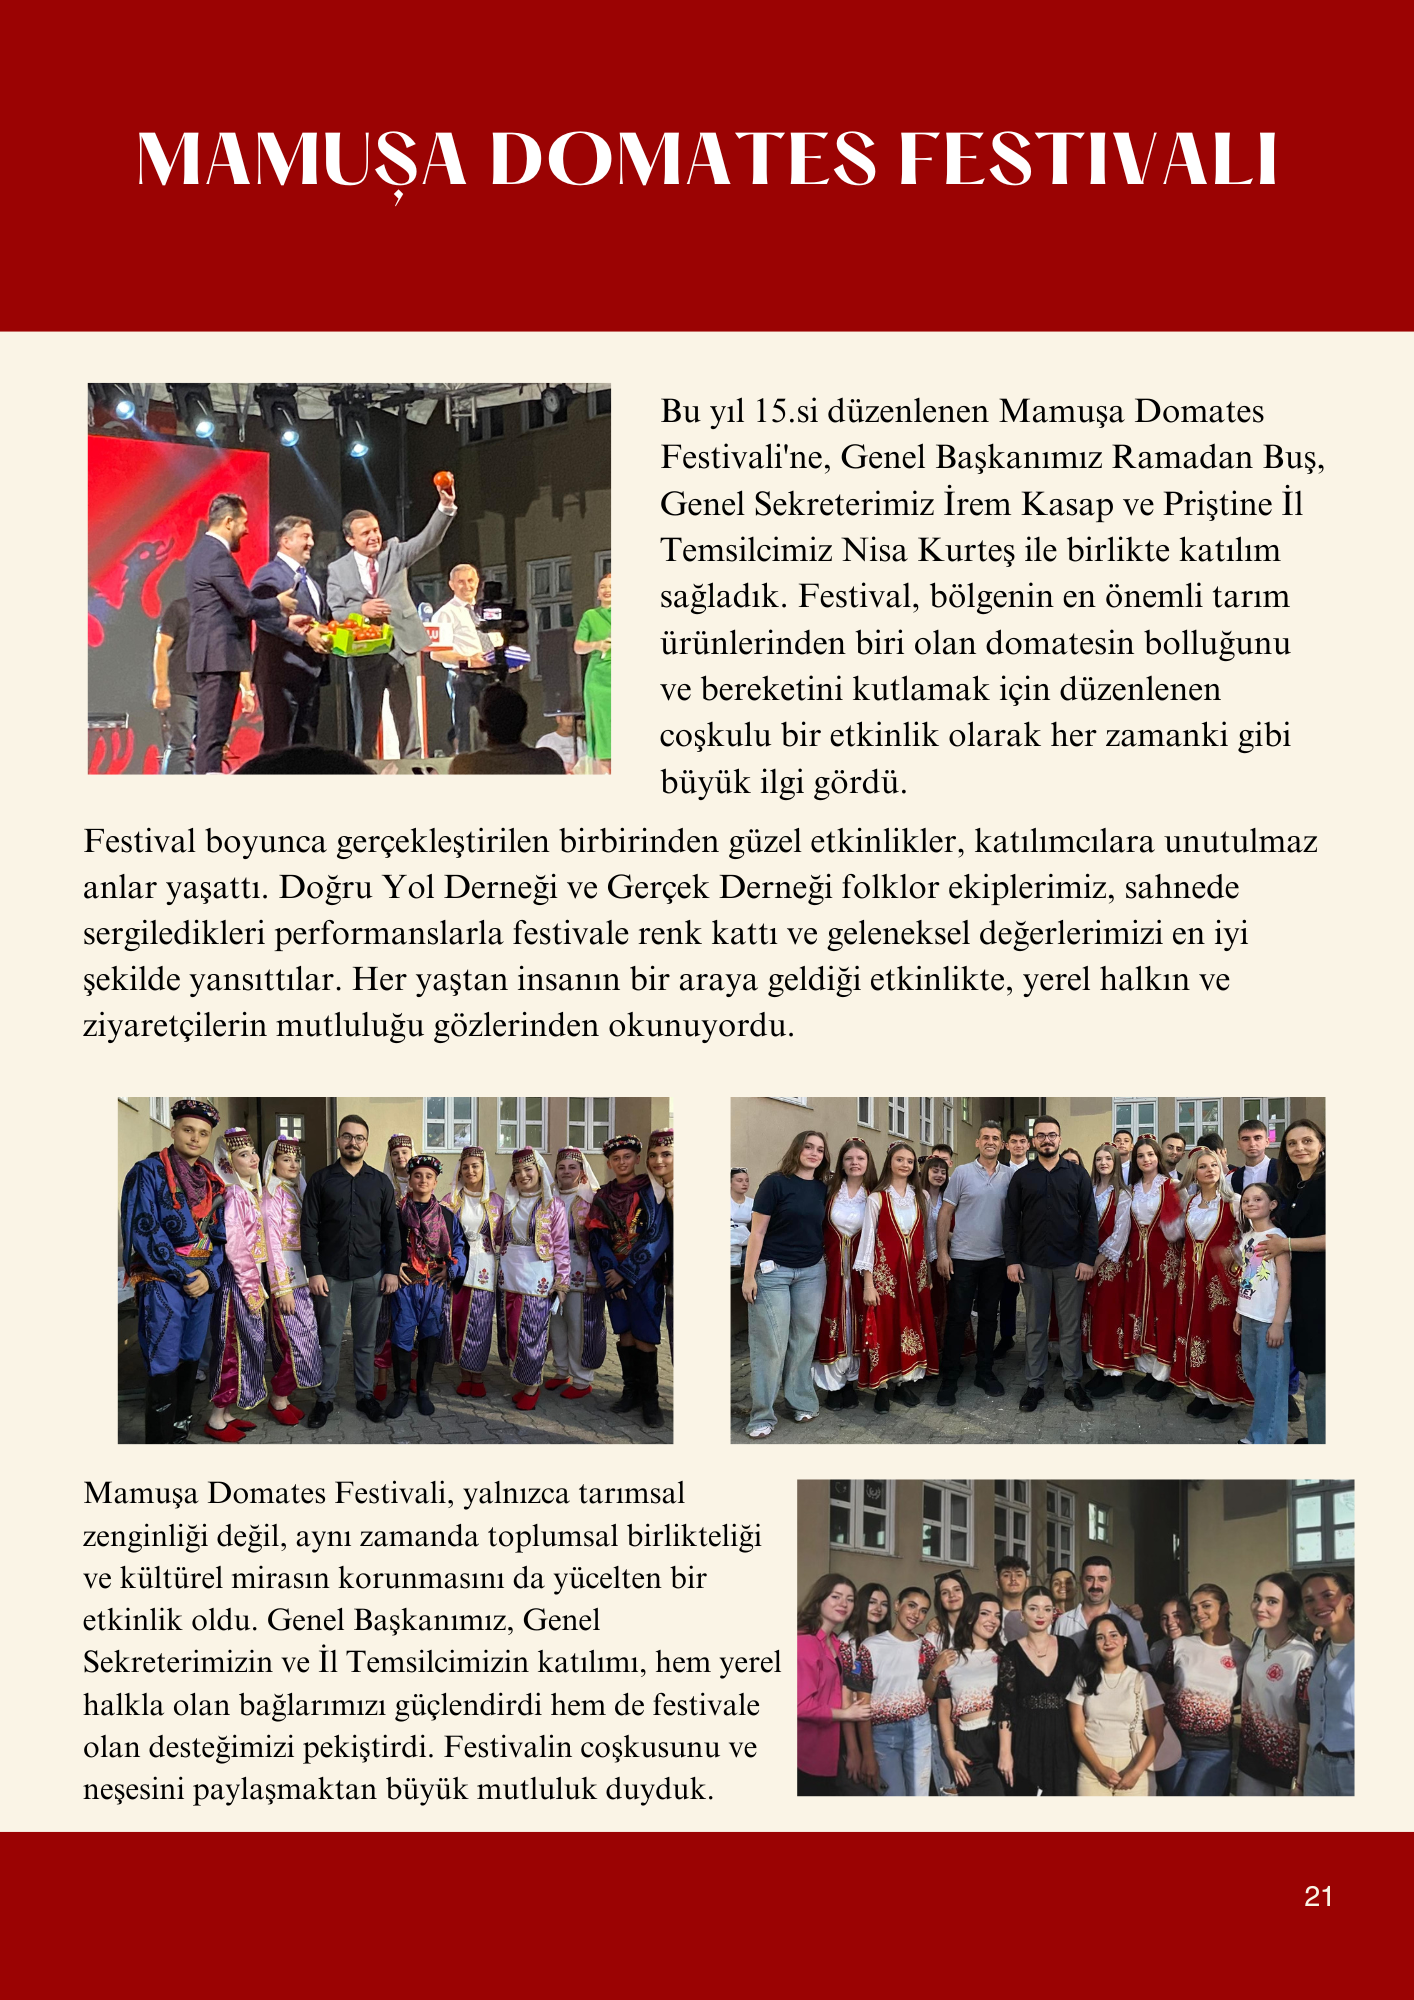 MAMUŞA DOMATES FESTIVALI
Bu yıl 15.si düzenlenen Mamuşa Domates
Festivali'ne, Genel Başkanımız Ramadan Buş,
Genel Sekreterimiz İrem Kasap ve Priştine İl
Temsilcimiz Nisa Kurteş ile birlikte katılım
sağladık. Festival, bölgenin en önemli tarım
ürünlerinden biri olan domatesin bolluğunu
ve bereketini kutlamak için düzenlenen
coşkulu bir etkinlik olarak her zamanki gibi
büyük ilgi gördü.
Festival boyunca gerçekleştirilen birbirinden güzel etkinlikler, katılımcılara unutulmaz
anlar yaşattı. Doğru Yol Derneği ve Gerçek Derneği folklor ekiplerimiz, sahnede
sergiledikleri performanslarla festivale renk kattı ve geleneksel değerlerimizi en iyi
şekilde yansıttılar. Her yaştan insanın bir araya geldiği etkinlikte, yerel halkın ve
ziyaretçilerin mutluluğu gözlerinden okunuyordu.
Mamuşa Domates Festivali, yalnızca tarımsal
zenginliği değil, aynı zamanda toplumsal birlikteliği
ve kültürel mirasın korunmasını da yücelten bir
etkinlik oldu. Genel Başkanımız, Genel
Sekreterimizin ve İl Temsilcimizin katılımı, hem yerel
halkla olan bağlarımızı güçlendirdi hem de festivale
olan desteğimizi pekiştirdi. Festivalin coşkusunu ve
neşesini paylaşmaktan büyük mutluluk duyduk.
21